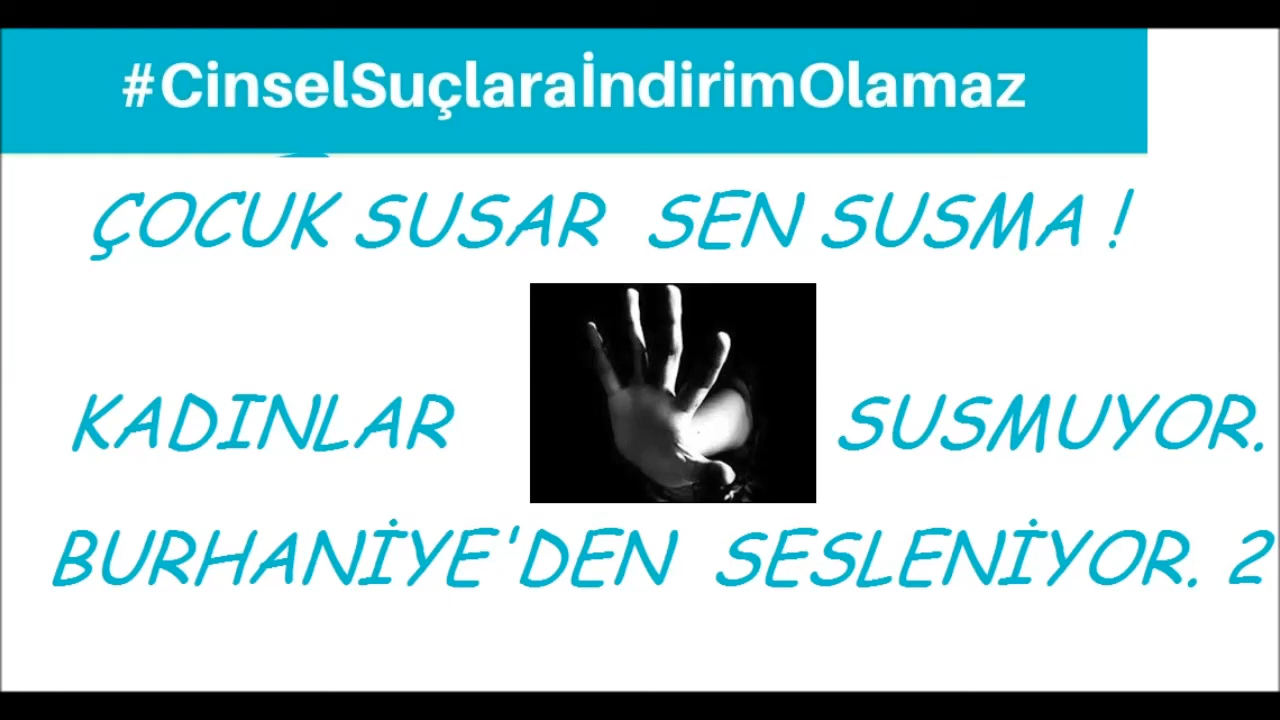 #CinselSuçlaraİndirimOlamaz
ÇOCUK SUSAR SEN SUSMA !
KADINLAR SUSMUYOR.
BURHANİYE'DEN SESLENİYOR. 2